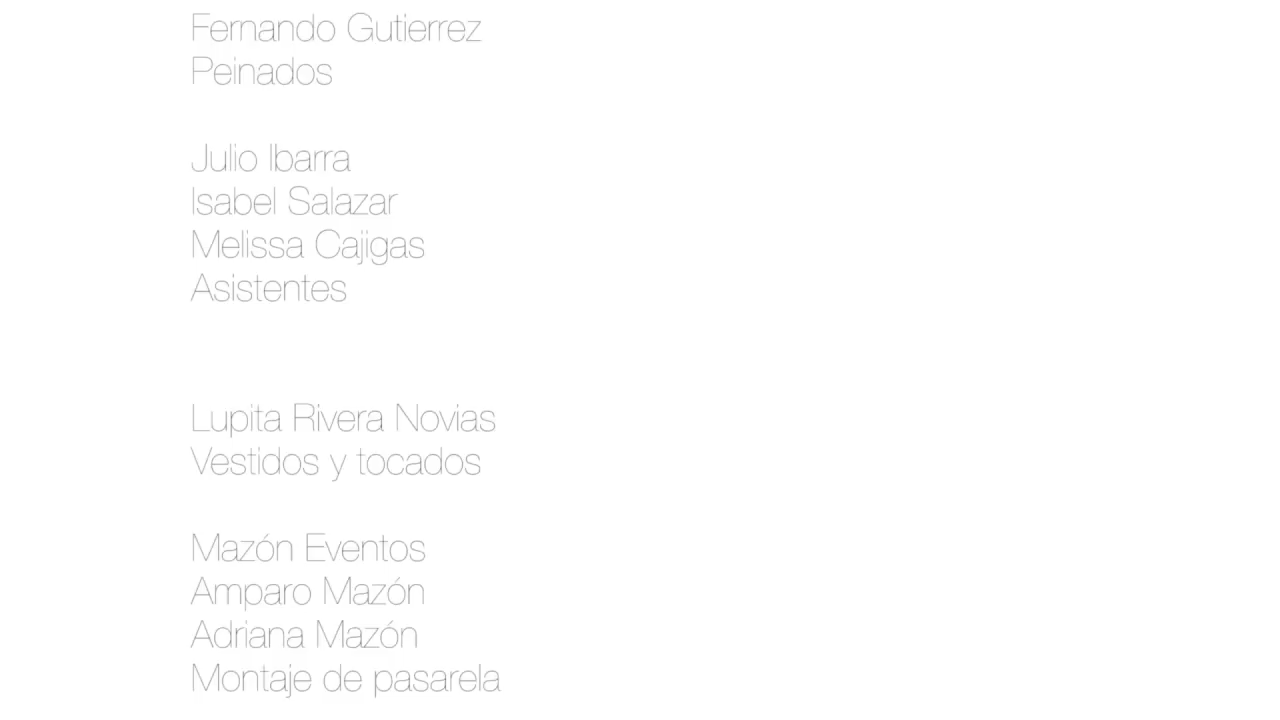 Fernando Gutierrez
Peinados
Julio Ibarra
Isabel Salazar
Melissa Cajigas
Asistentes
Lupita Rivera Novias
Vestidos y tocados
Mazón Eventos
Amparo Mazón
Adriana Mazón
Montaje de pasarela